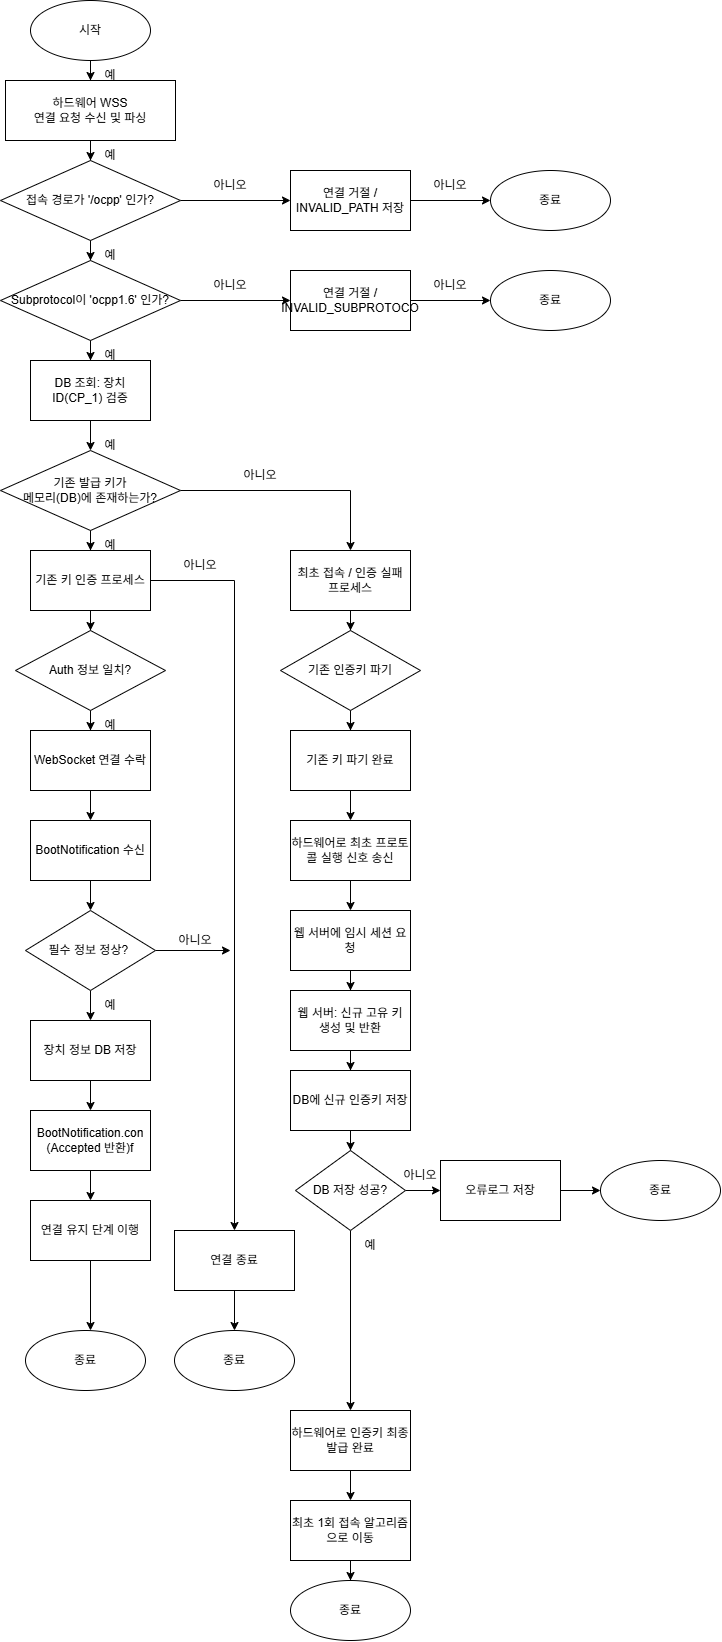 시작
예
하드웨어 WSS
연결 요청 수신 및 파싱
예
접속 경로가 '/ocpp' 인가?
아니오
연결 거절 /
INVALID_PATH 저장
아니오
종료
예
Subprotocol이 'ocpp1.6' 인가?
아니오
연결 거절 /
INVALID_SUBPROTOCO
아니오
종료
예
DB 조회: 장치
ID(CP_1) 검증
예
기존 발급 키가
메모리(DB)에 존재하는가?
아니오
예
기존 키 인증 프로세스
아니오
Auth 정보 일치?
예
WebSocket 연결 수락
BootNotification 수신
필수 정보 정상?
아니오
예
장치 정보 DB 저장
BootNotification.con
(Accepted 반환)f
연결 유지 단계 이행
종료
연결 종료
종료
최초 접속 / 인증 실패
프로세스
기존 인증키 파기
기존 키 파기 완료
하드웨어로 최초 프로토
콜 실행 신호 송신
웹 서버에 임시 세션 요
청
웹 서버: 신규 고유 키
생성 및 반환
DB에 신규 인증키 저장
DB 저장 성공?
아니오
오류로그 저장
종료
예
하드웨어로 인증키 최종
발급 완료
최초 1회 접속 알고리즘
으로 이동
종료